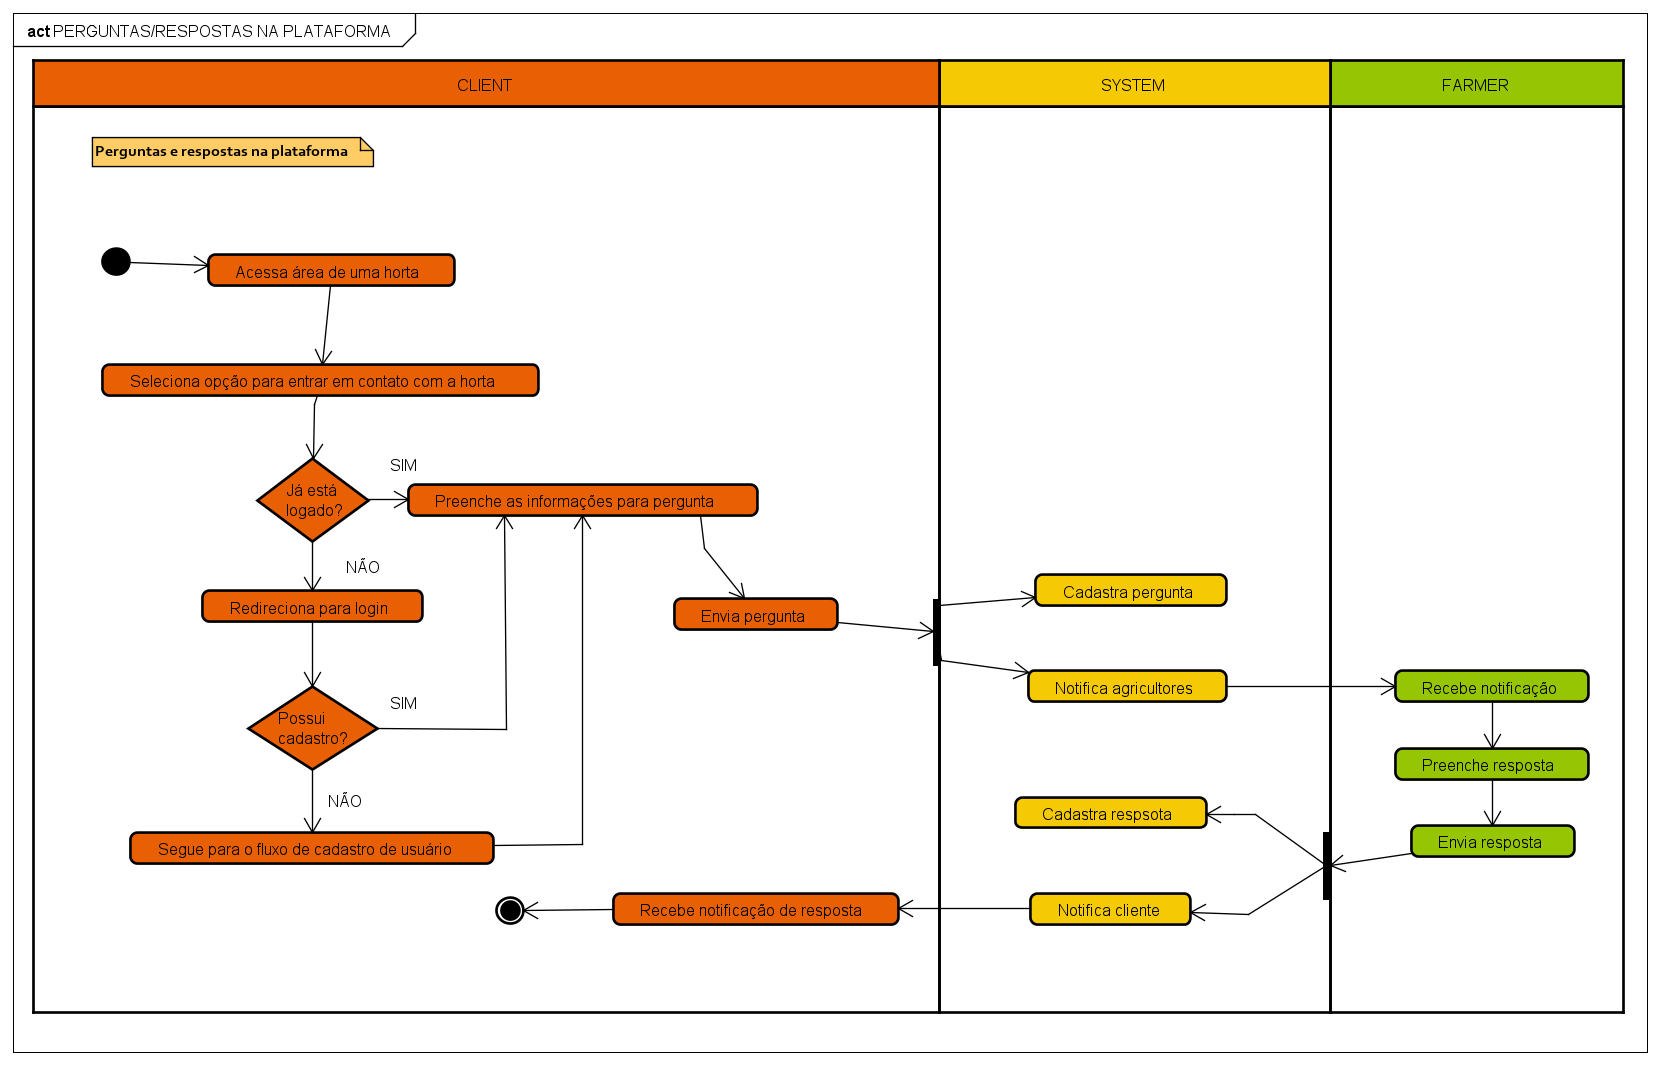 act PERGUNTAS/RESPOSTAS NA PLATAFORMA
CLIENT
SYSTEM
FARMER
Perguntas e respostas na plataforma
Acessa área de uma horta
Seleciona opção para entrar em contato com a horta
Já está
logado?
SIM
Preenche as informações para pergunta
NÃO
Redireciona para login
Envia pergunta
Cadastra pergunta
Notifica agricultores
Recebe notificação
Possui
cadastro?
SIM
NÃO
Segue para o fluxo de cadastro de usuário
Preenche resposta
Cadastra respsota
Envia resposta
Notifica cliente
Recebe notificação de resposta